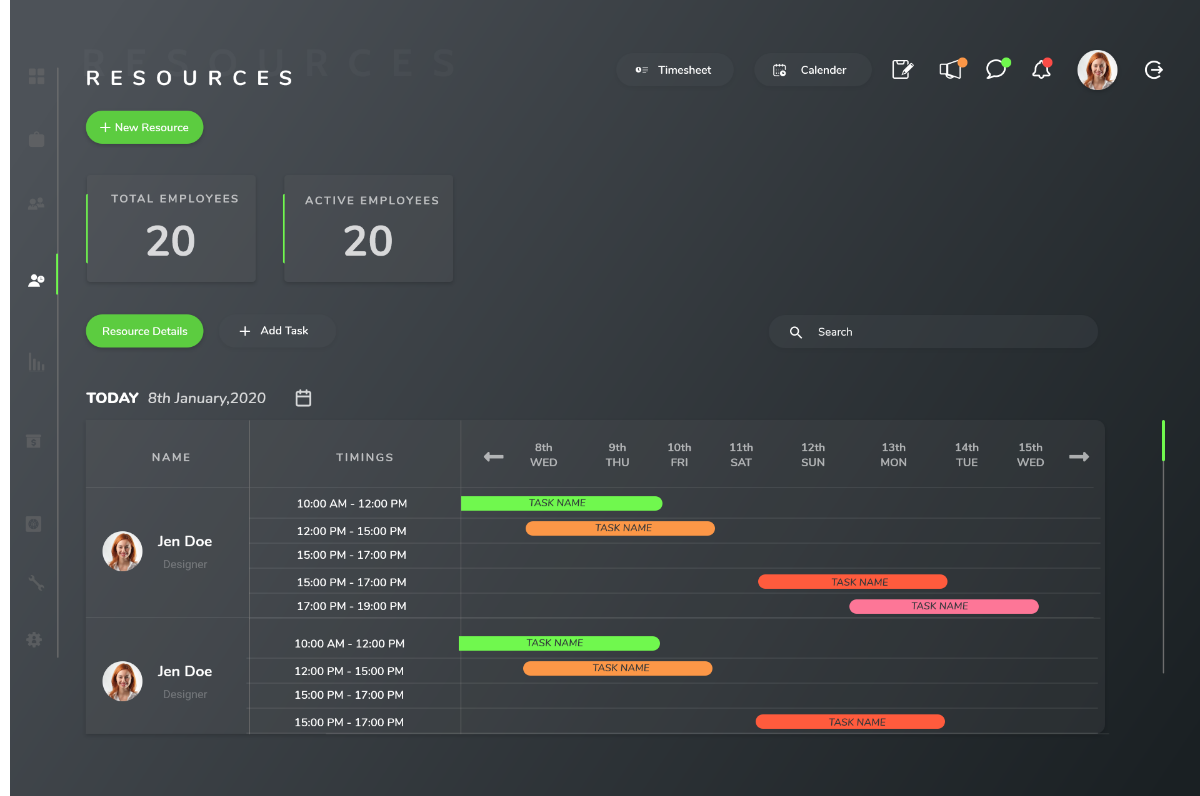 RESOURCES
RESOURCES
Timesheet
Calender
+ New Resource
TOTAL EMPLOYEES
20
ACTIVE EMPLOYEES
20
Resource Details
+ Add Task
Search
TODAY 8th January,2020
NAME
TIMINGS
8th WED
9th THU
10th FRI
11th SAT
12th SUN
13th MON
14th TUE
15th WED
Jen Doe
Designer
10:00 AM - 12:00 PM
TASK NAME
12:00 PM - 15:00 PM
TASK NAME
15:00 PM - 17:00 PM
15:00 PM - 17:00 PM
TASK NAME
17:00 PM - 19:00 PM
TASK NAME
Jen Doe
Designer
10:00 AM - 12:00 PM
TASK NAME
12:00 PM - 15:00 PM
TASK NAME
15:00 PM - 17:00 PM
15:00 PM - 17:00 PM
TASK NAME